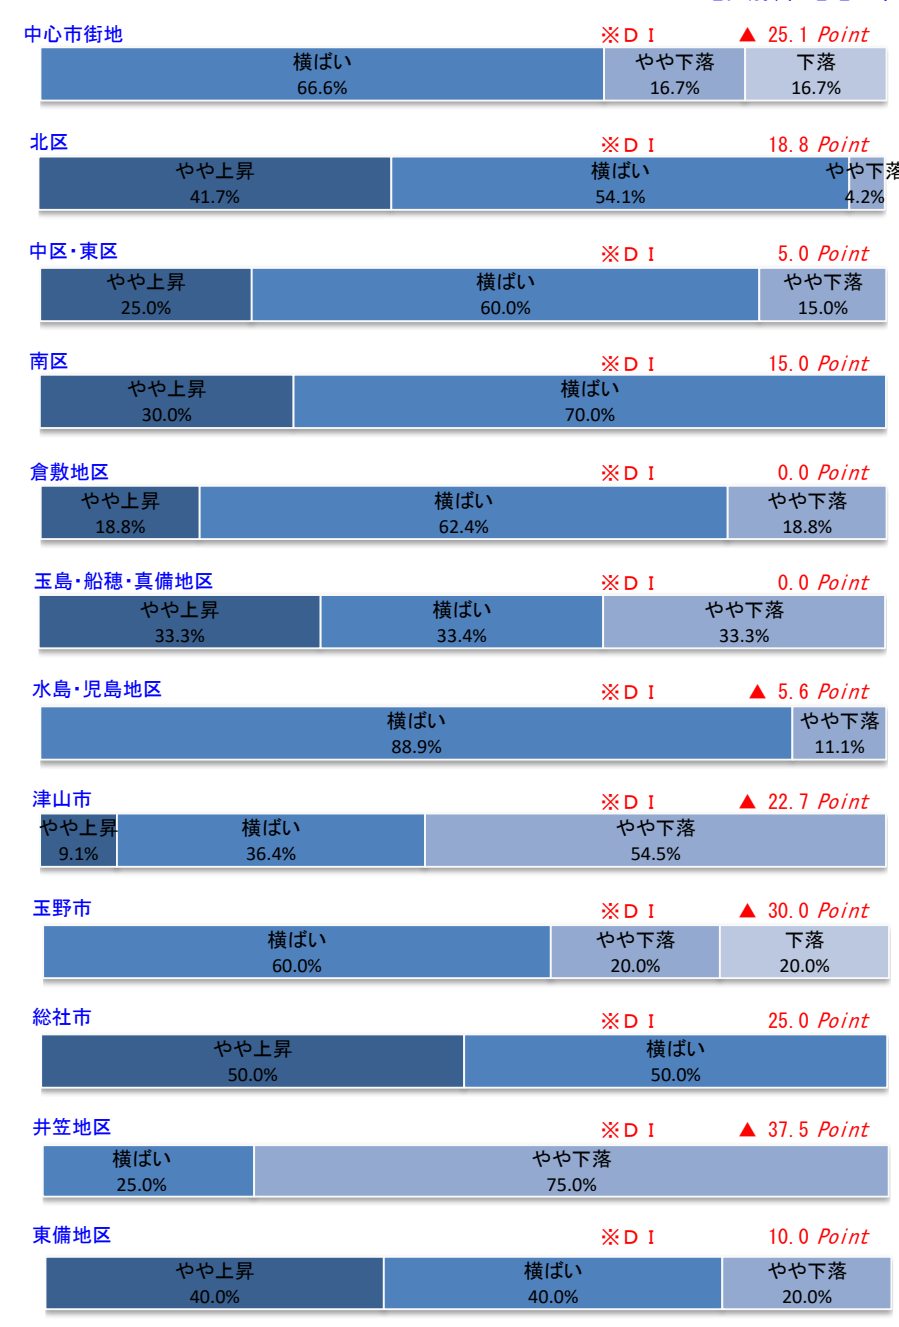 中心市街地 ※ＤＩ ▲ 25.1 Point
横ばい やや下落 下落
66.6% 16.7% 16.7%
北区 ※ＤＩ 18.8 Point
やや上昇 横ばい やや下落
41.7% 54.1% 4.2%
中区・東区 ※ＤＩ 5.0 Point
やや上昇 横ばい やや下落
25.0% 60.0% 15.0%
南区 ※ＤＩ 15.0 Point
やや上昇 横ばい
30.0% 70.0%
倉敷地区 ※ＤＩ 0.0 Point
やや上昇 横ばい やや下落
18.8% 62.4% 18.8%
玉島・船穂・真備地区 ※ＤＩ 0.0 Point
やや上昇 横ばい やや下落
33.3% 33.4% 33.3%
水島・児島地区 ※ＤＩ ▲ 5.6 Point
横ばい やや下落
88.9% 11.1%
津山市 ※ＤＩ ▲ 22.7 Point
やや上昇 横ばい やや下落
9.1% 36.4% 54.5%
玉野市 ※ＤＩ ▲ 30.0 Point
横ばい やや下落 下落
60.0% 20.0% 20.0%
総社市 ※ＤＩ 25.0 Point
やや上昇 横ばい
50.0% 50.0%
井笠地区 ※ＤＩ ▲ 37.5 Point
横ばい やや下落
25.0% 75.0%
東備地区 ※ＤＩ 10.0 Point
やや上昇 横ばい やや下落
40.0% 40.0% 20.0%